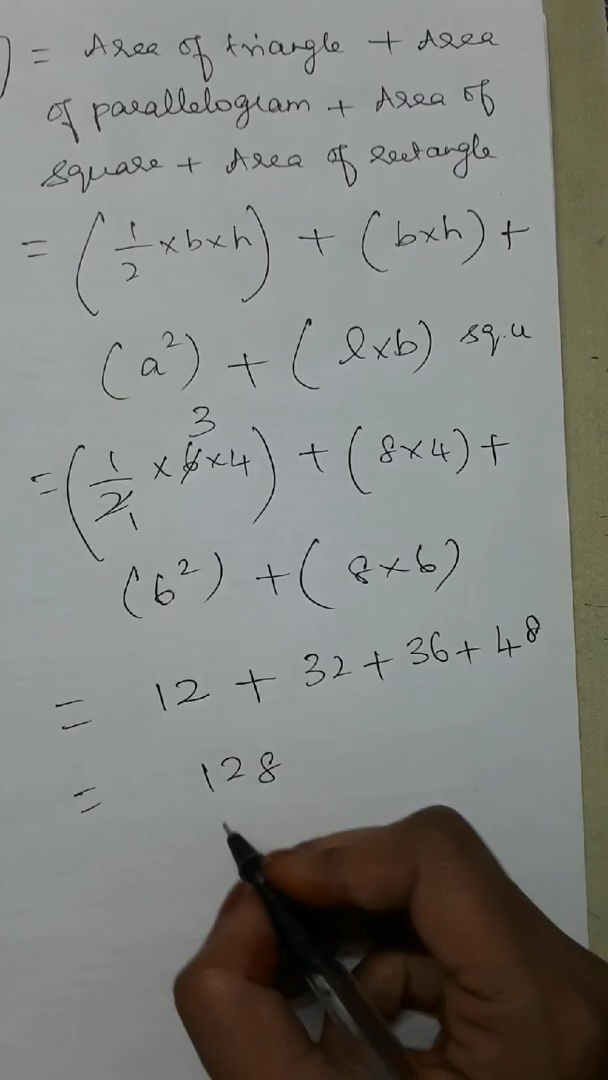 ) = Area of triangle + Area
of parallelogram + Area of
square + Area of rectangle
= (1/2 × b × h) + (b×h) +
(a²) + (l×b) sq.u
= (1/2 1 × 6 3 × 4) + (8×4) +
(6²) + (8×6)
= 12 + 32 + 36 + 48
= 128